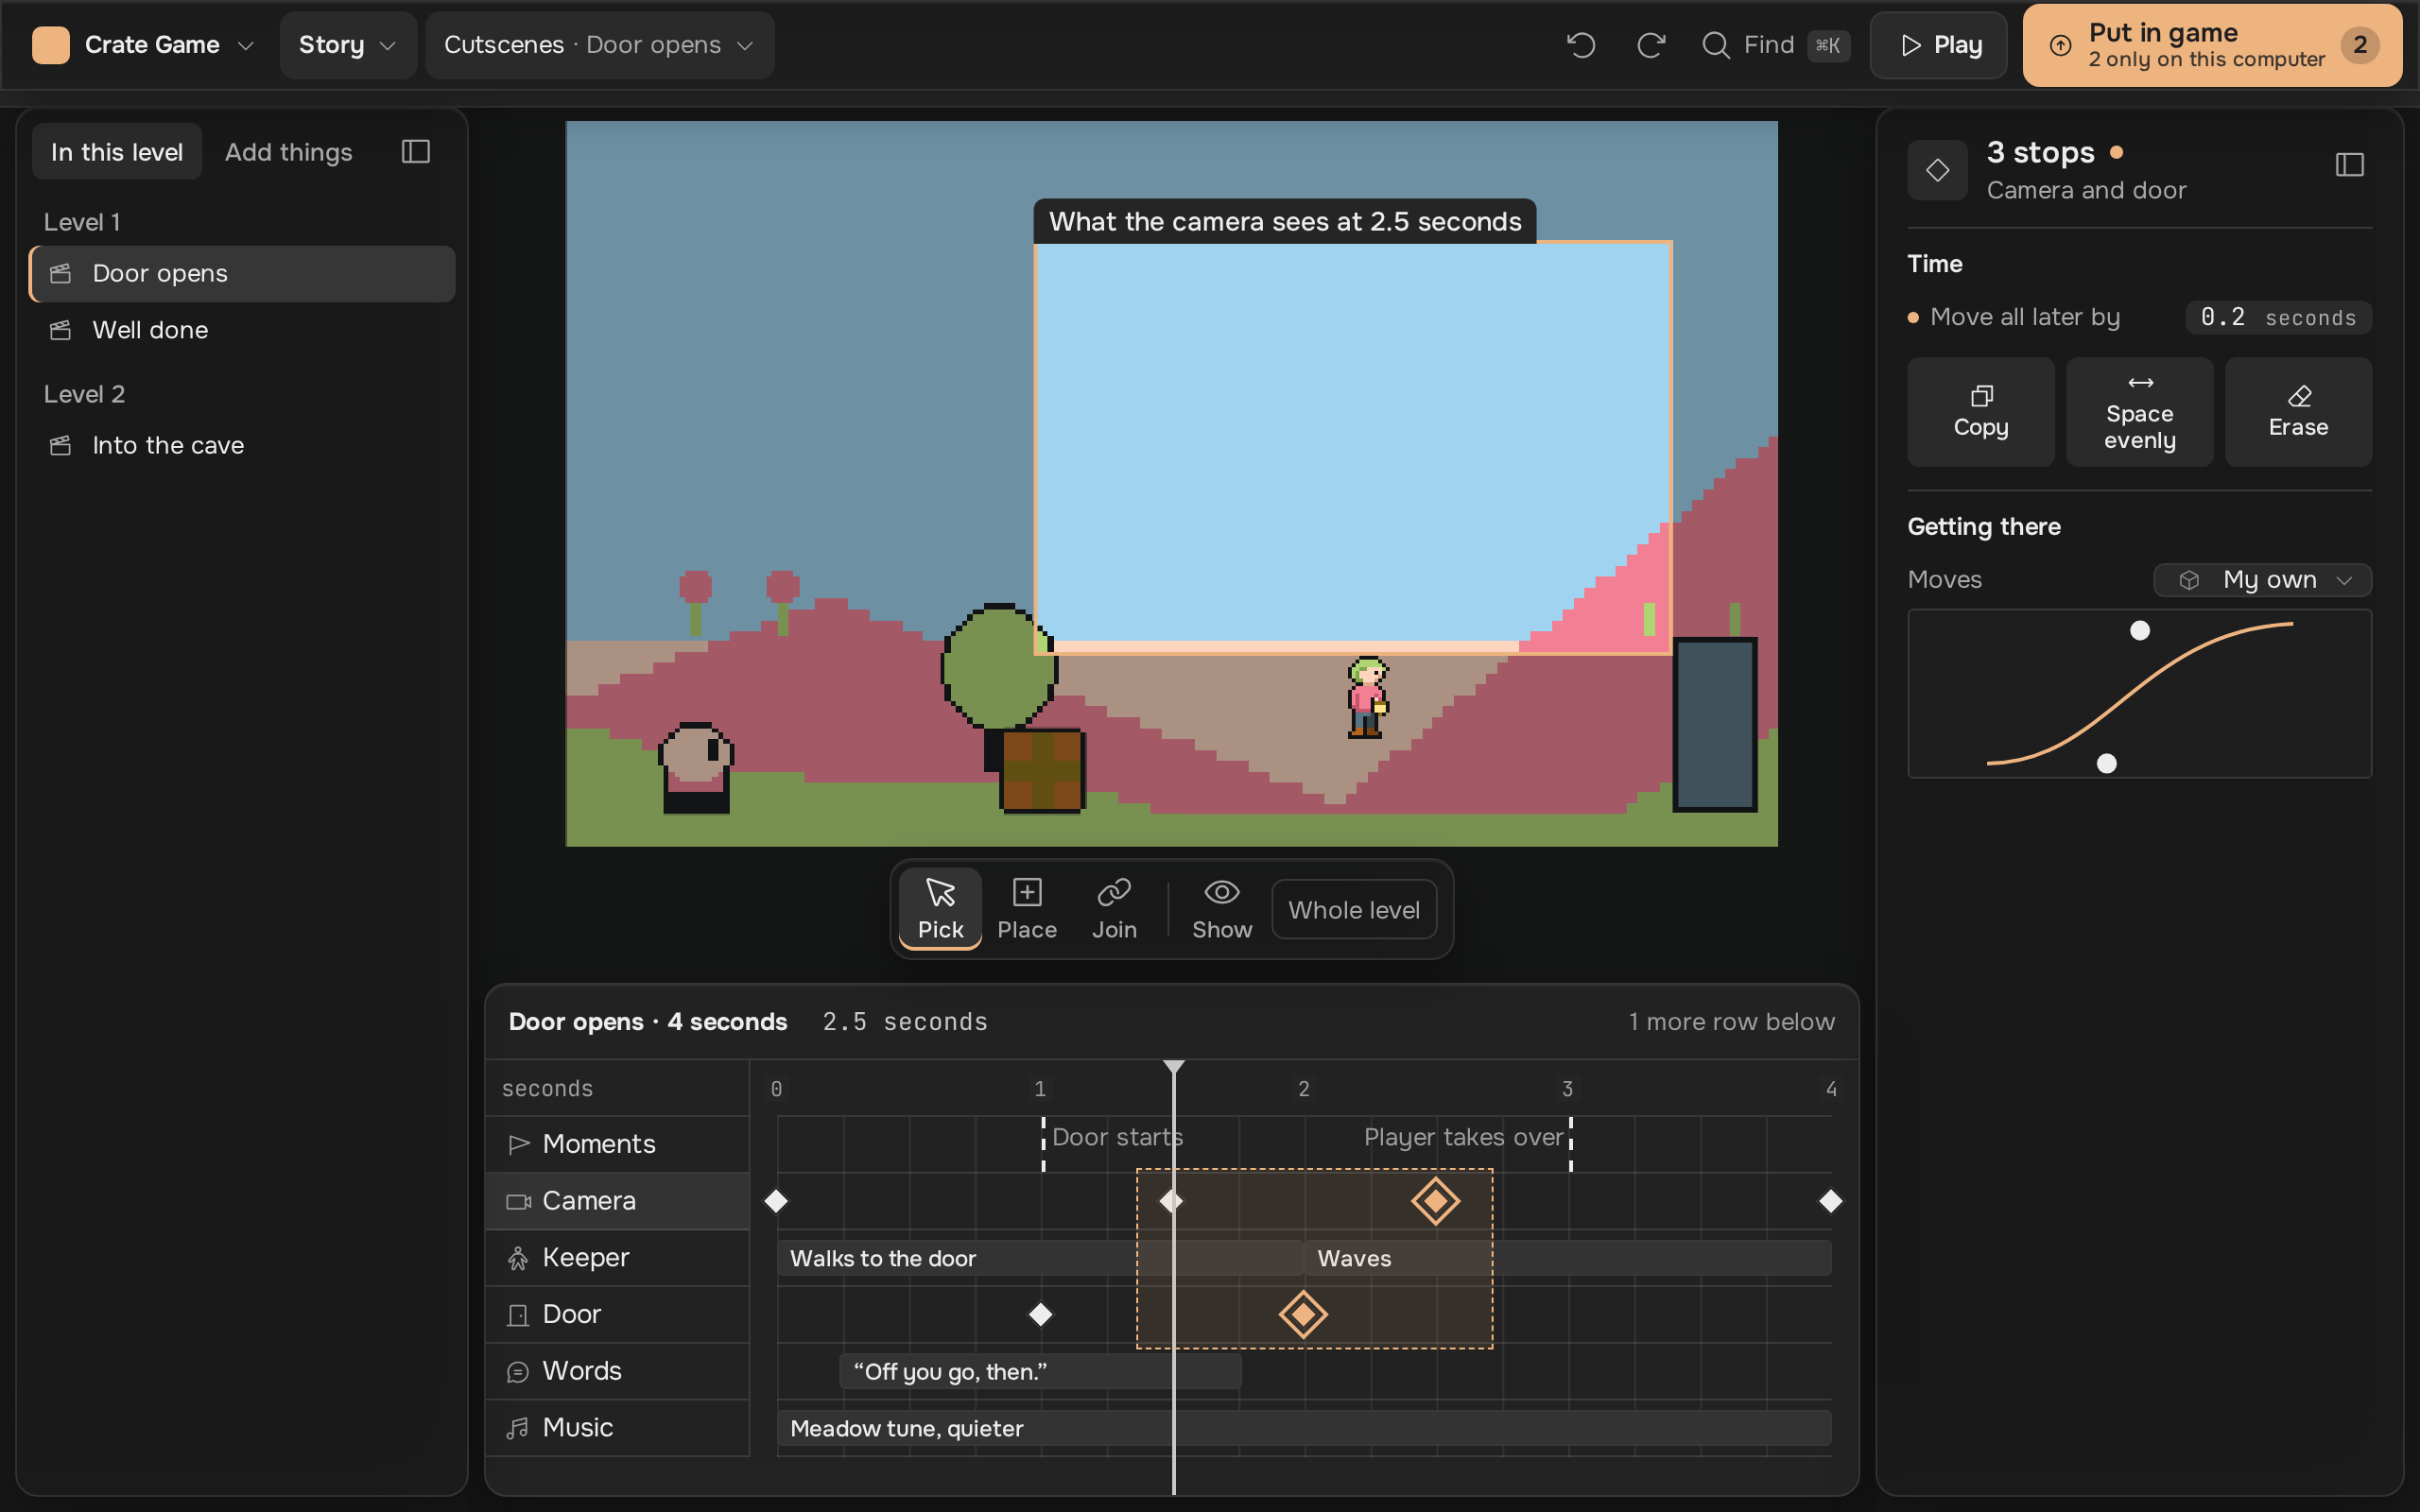 Crate Game
Story
Cutscenes · Door opens
Find ⌘K
Play
Put in game
2 only on this computer
2
In this level
Add things
Level 1
Door opens
Well done
Level 2
Into the cave
What the camera sees at 2.5 seconds
Pick
Place
Join
Show
Whole level
3 stops
Camera and door
Time
Move all later by
0.2 seconds
Copy
Space
evenly
Erase
Getting there
Moves
My own
Door opens · 4 seconds
2.5 seconds
1 more row below
seconds
0
1
2
3
4
Moments
Door starts
Player takes over
Camera
Keeper
Walks to the door
Waves
Door
Words
“Off you go, then.”
Music
Meadow tune, quieter